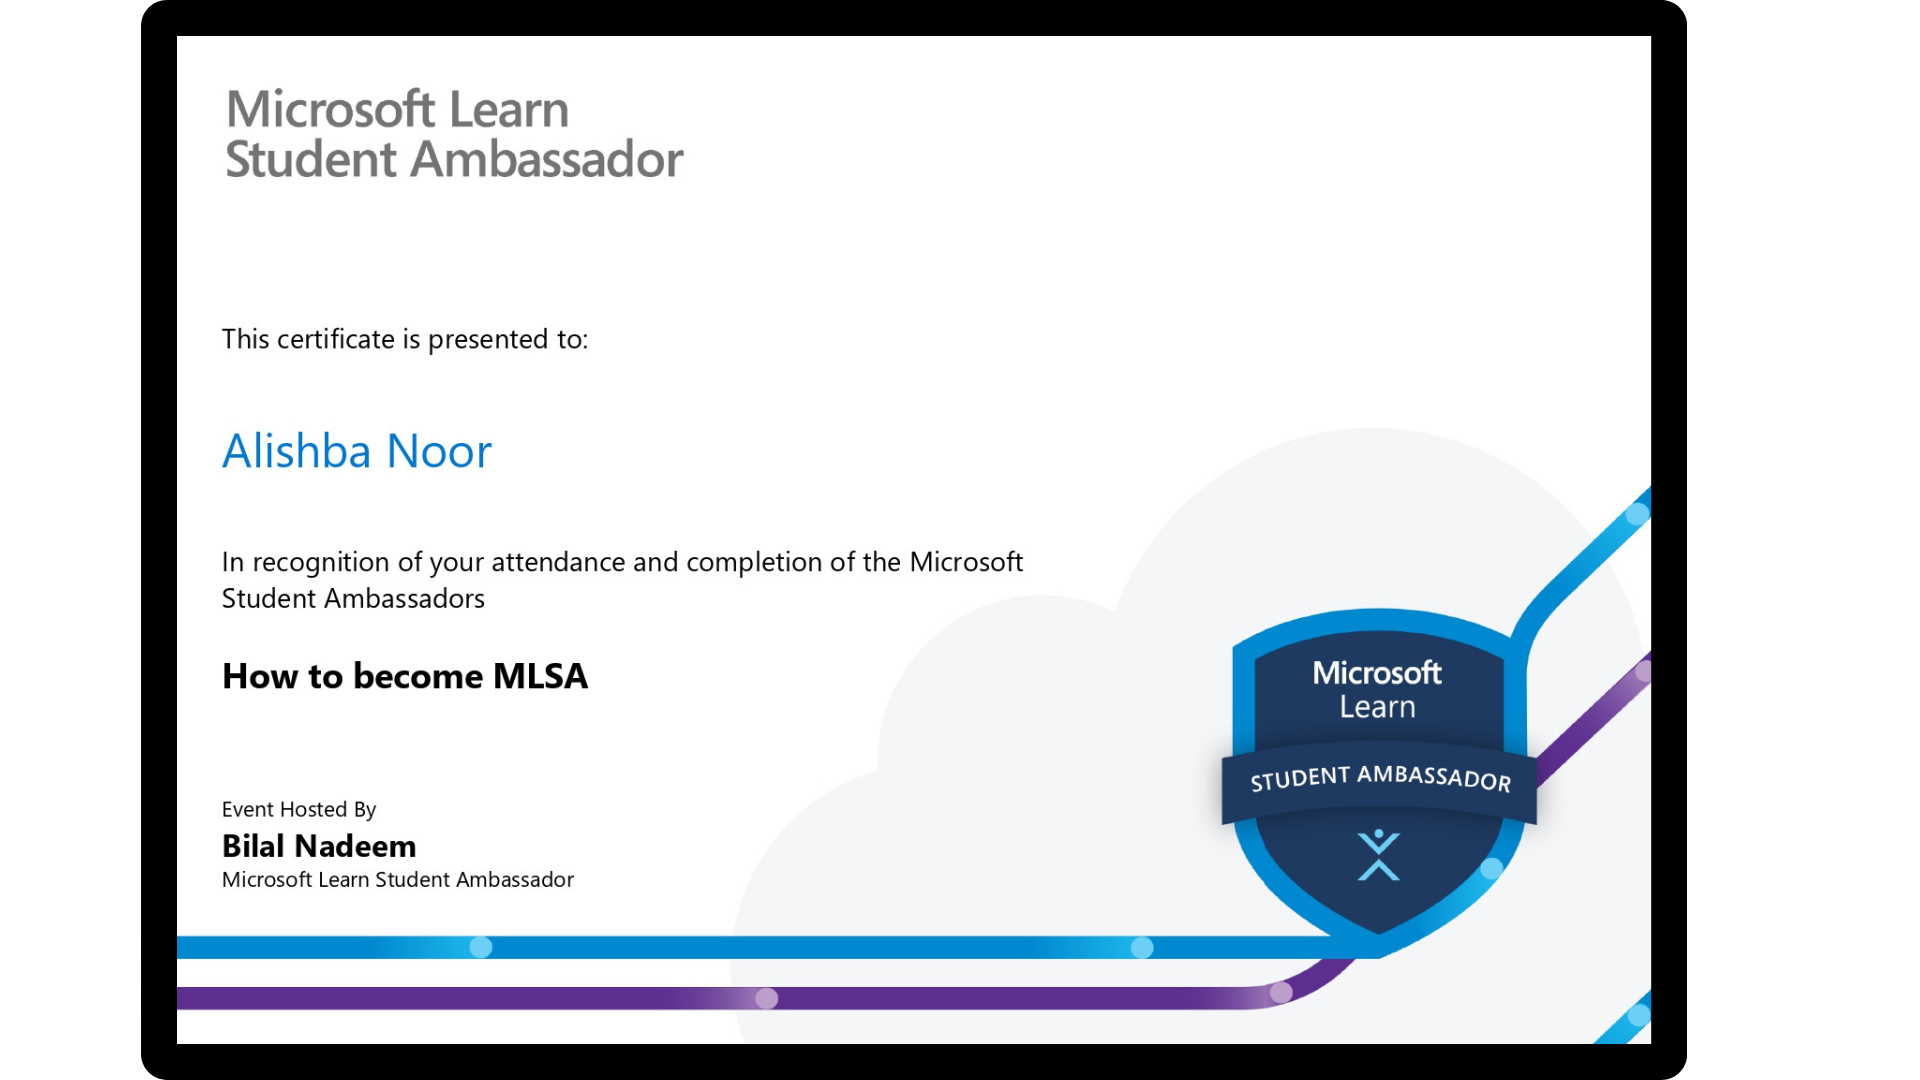 Microsoft Learn
Student Ambassador
This certificate is presented to:
Alishba Noor
In recognition of your attendance and completion of the Microsoft
Student Ambassadors
How to become MLSA
Event Hosted By
Bilal Nadeem
Microsoft Learn Student Ambassador
Microsoft
Learn
STUDENT AMBASSADOR